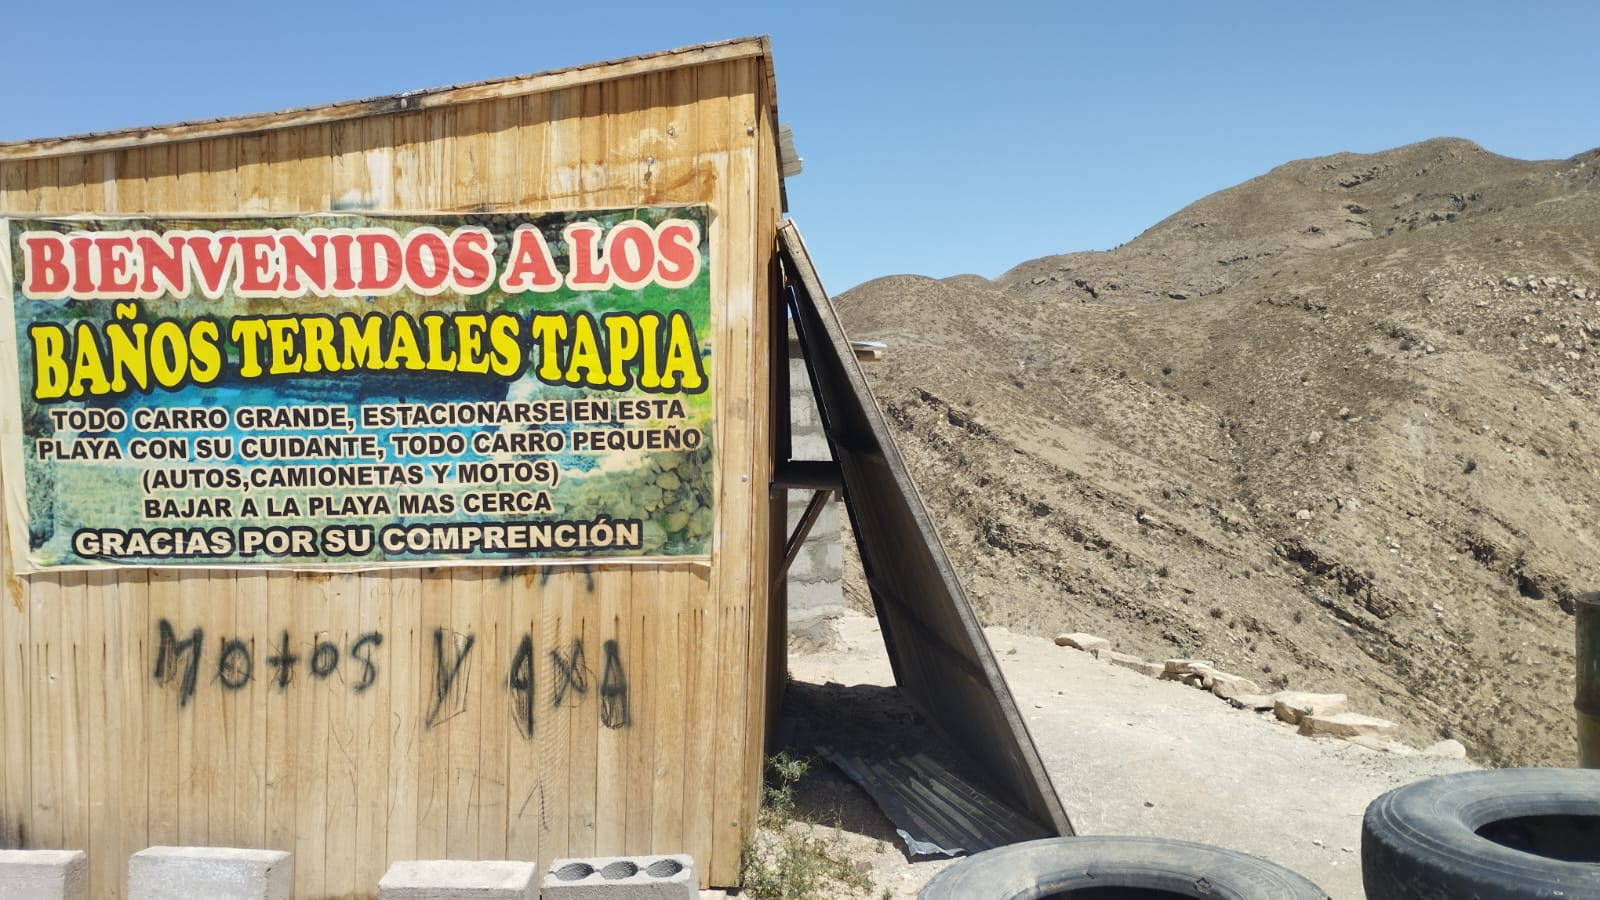 BIENVENIDOS A LOS
BAÑOS TERMALES TAPIA
TODO CARRO GRANDE, ESTACIONARSE EN ESTA
PLAYA CON SU CUIDANTE, TODO CARRO PEQUEÑO
(AUTOS,CAMIONETAS Y MOTOS)
BAJAR A LA PLAYA MAS CERCA
GRACIAS POR SU COMPRENCIÓN
Motos Y